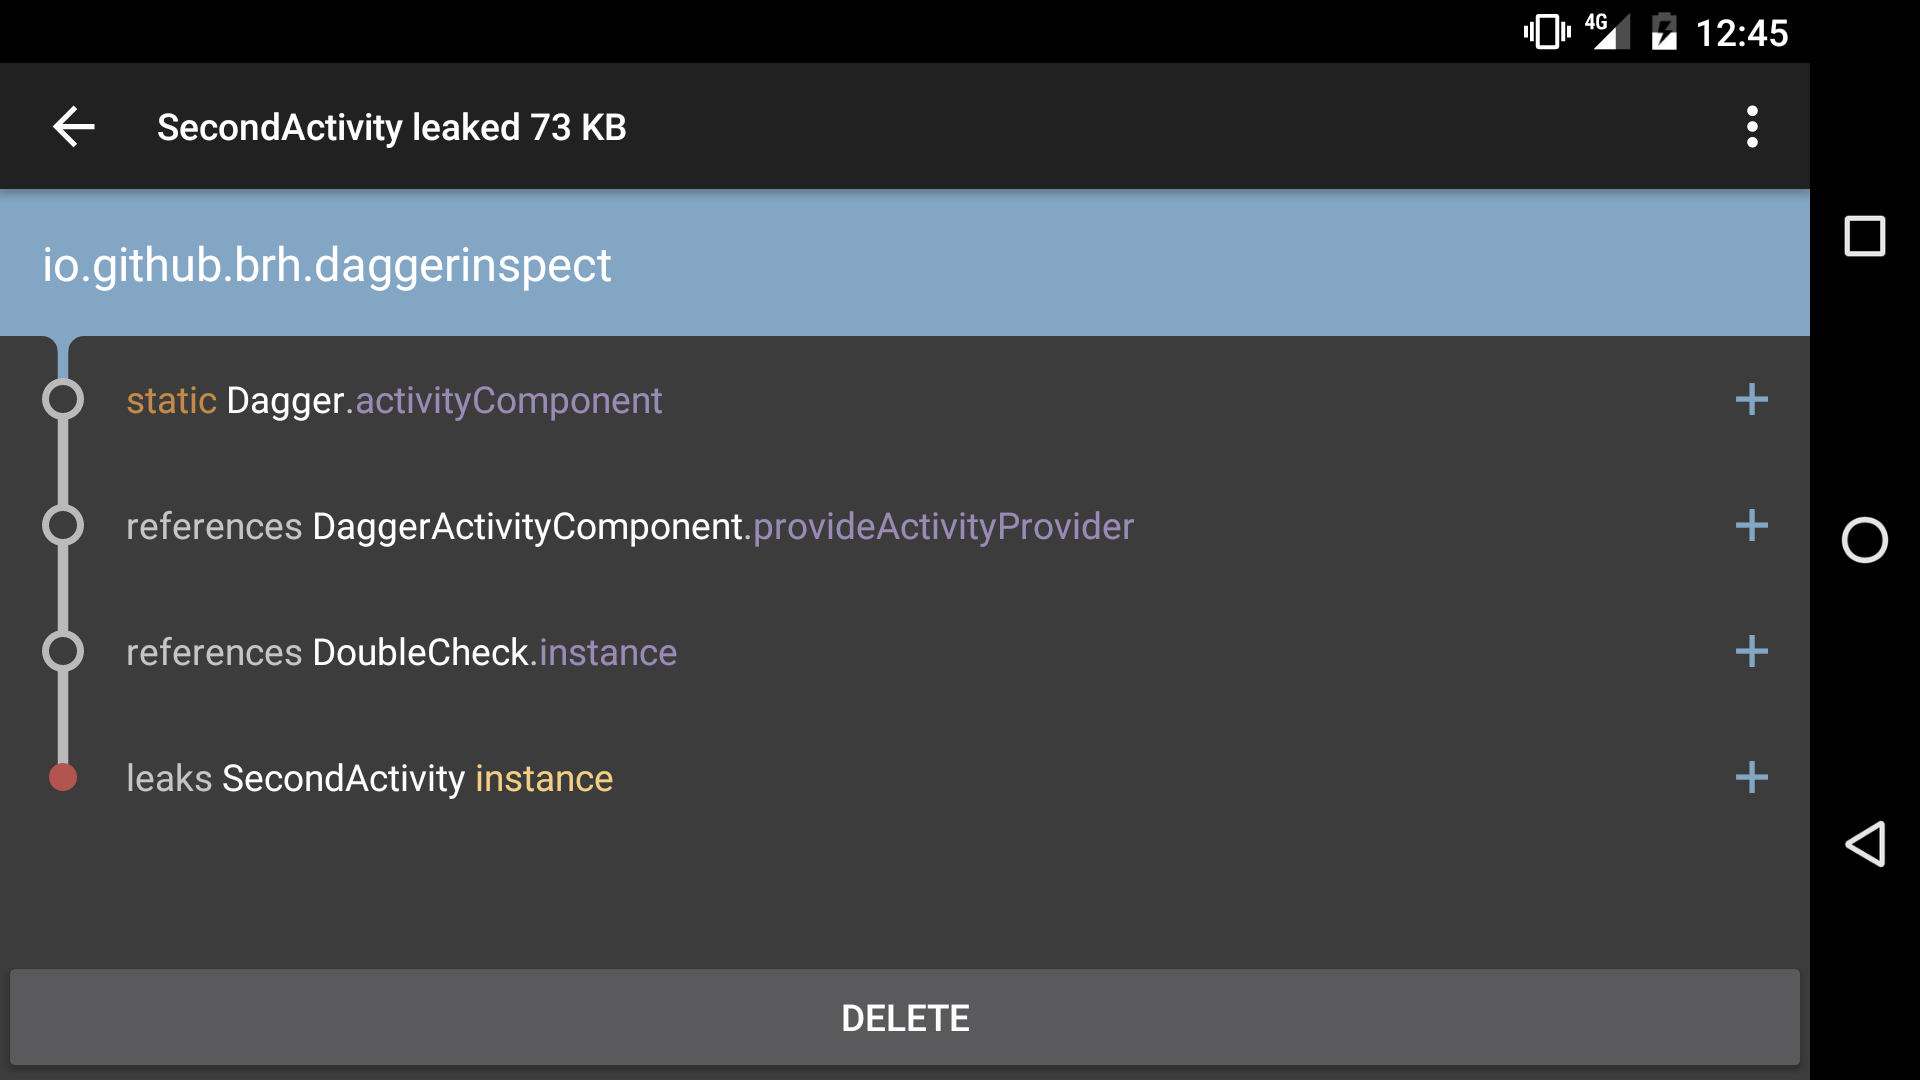 4G 12:45
SecondActivity leaked 73 KB
io.github.brh.daggerinspect
static Dagger.activityComponent
references DaggerActivityComponent.provideActivityProvider
references DoubleCheck.instance
leaks SecondActivity instance
DELETE